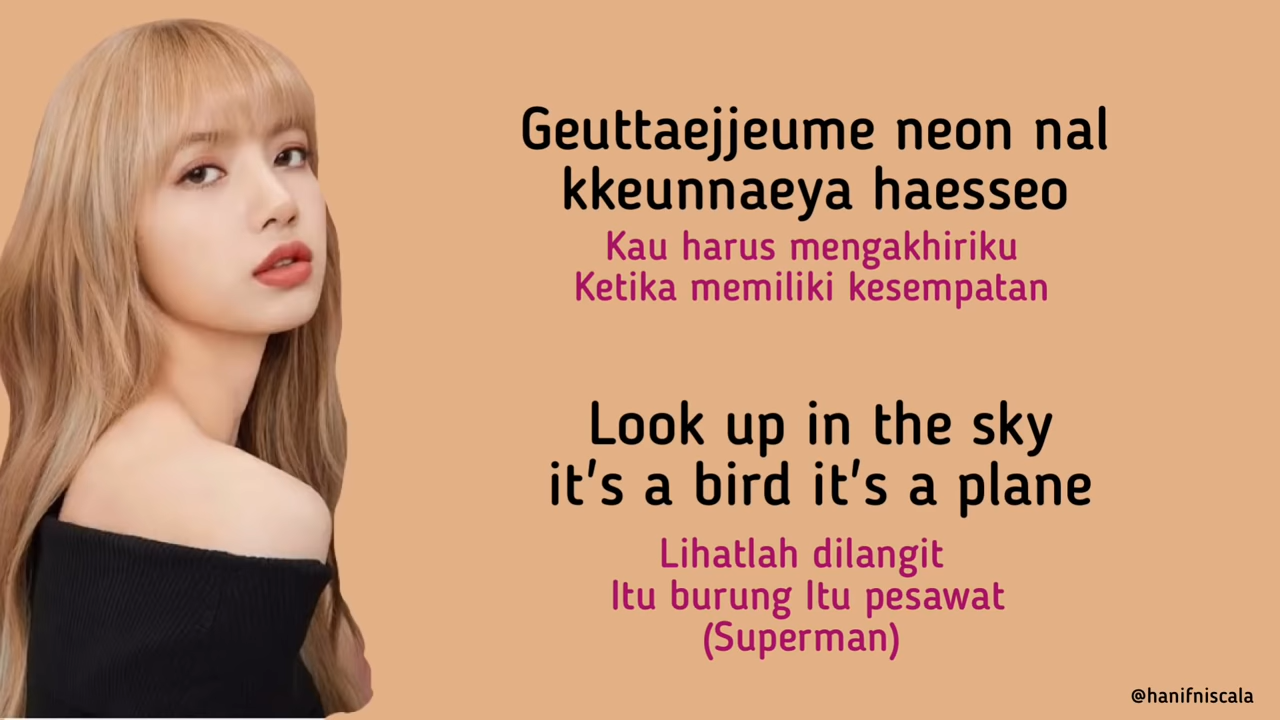 Geuttaejjeume neon nal
kkeunnaeya haesseo
Kau harus mengakhiriku
Ketika memiliki kesempatan
Look up in the sky
it's a bird it's a plane
Lihatlah dilangit
Itu burung Itu pesawat
(Superman)
@hanifniscala